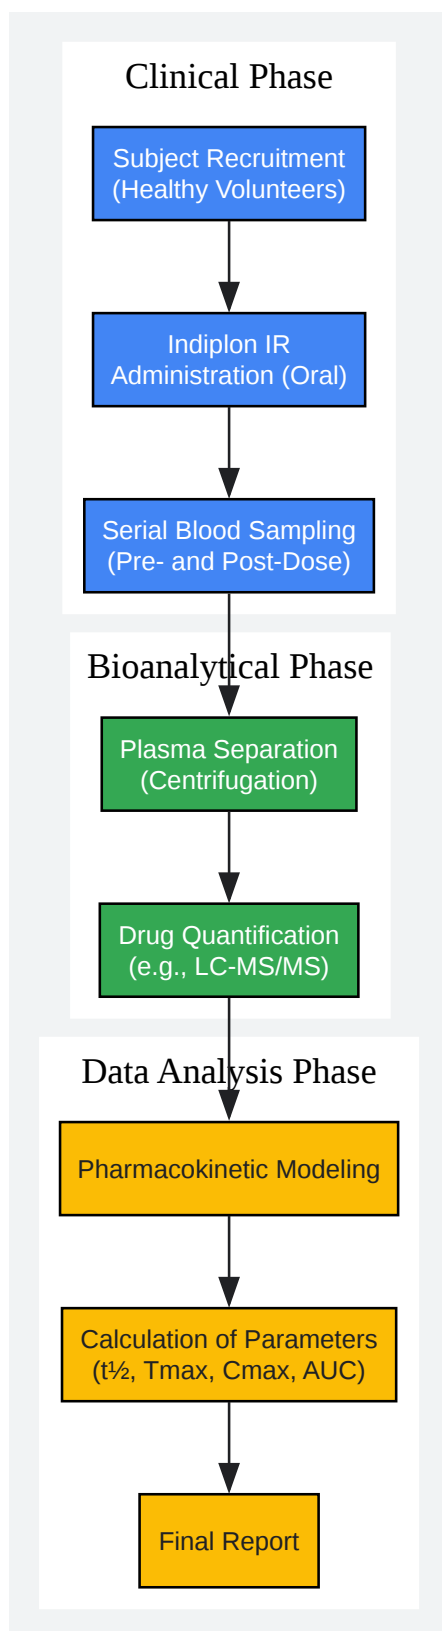 Clinical Phase
Subject Recruitment
(Healthy Volunteers)
Indiplon IR
Administration (Oral)
Serial Blood Sampling
(Pre- and Post-Dose)
Bioanalytical Phase
Plasma Separation
(Centrifugation)
Drug Quantification
(e.g., LC-MS/MS)
Data Analysis Phase
Pharmacokinetic Modeling
Calculation of Parameters
(t½, Tmax, Cmax, AUC)
Final Report